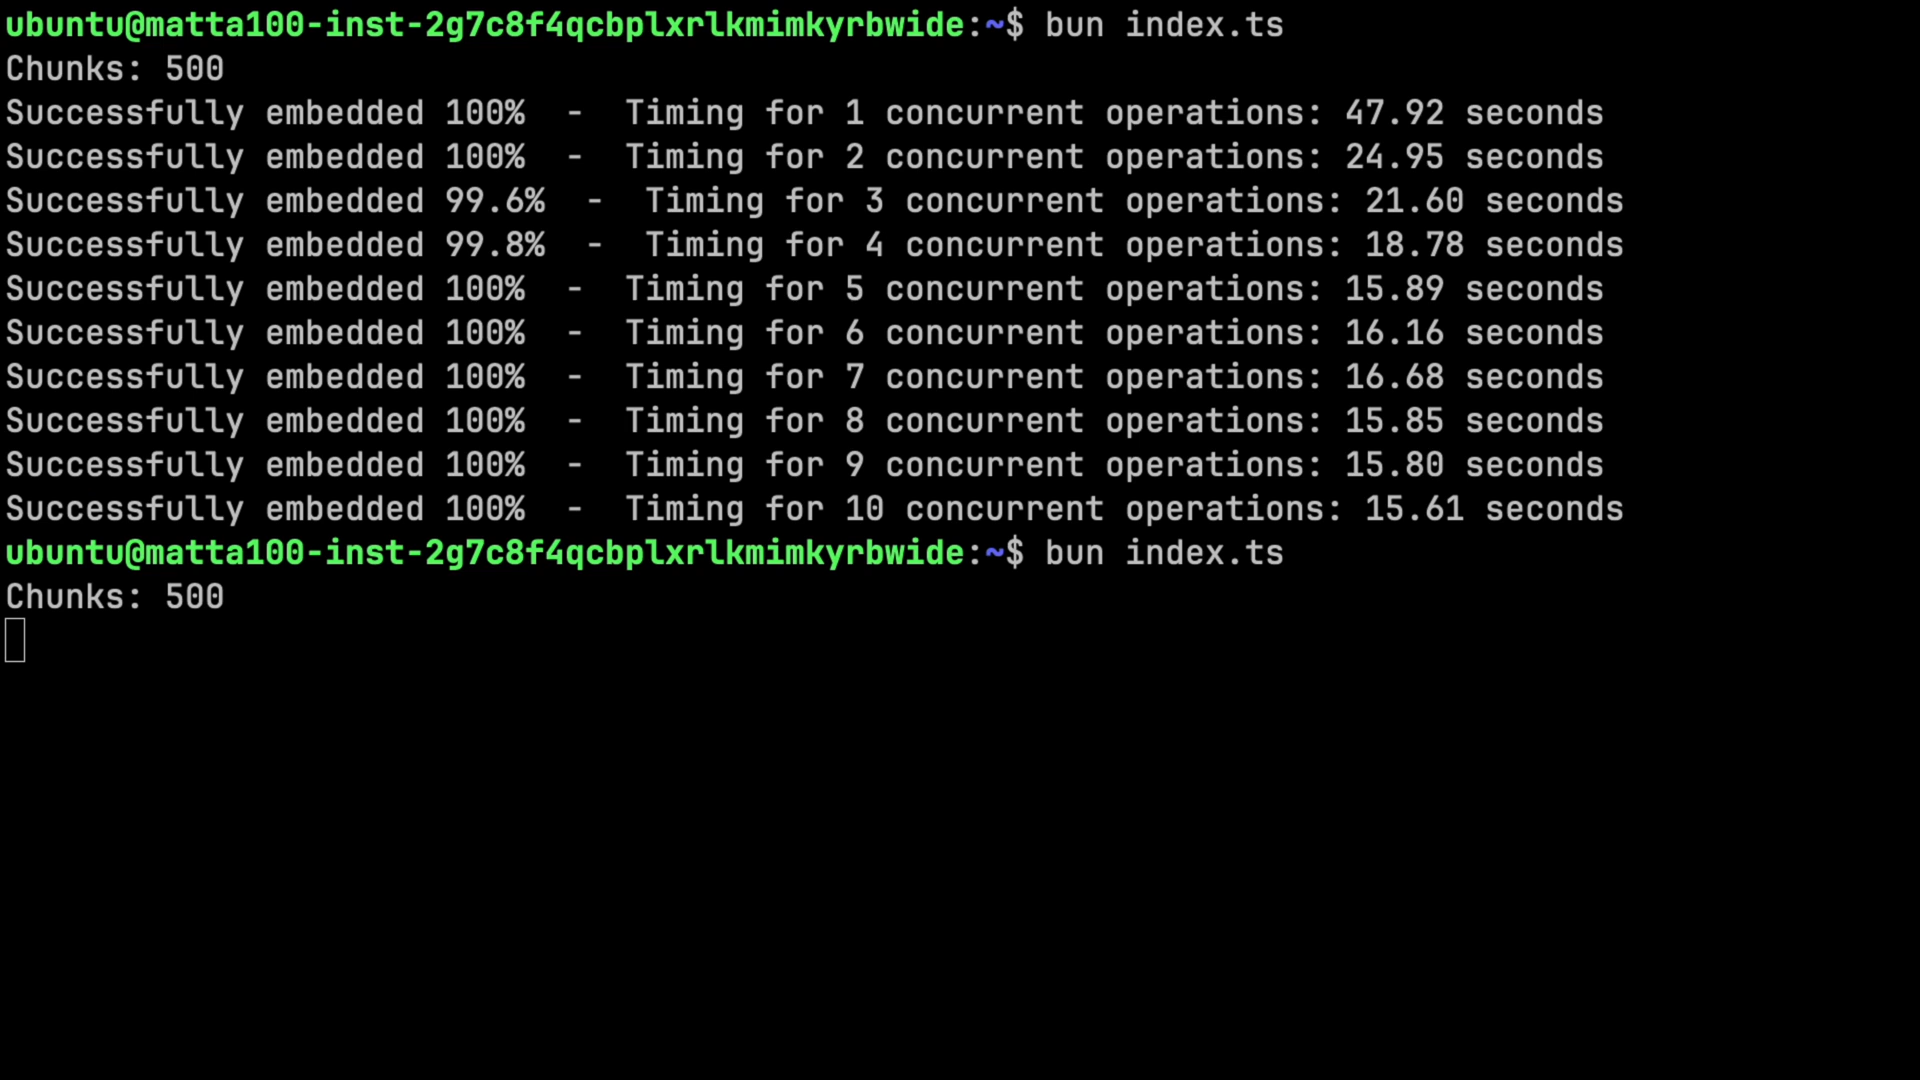 ubuntu@matta100-inst-2g7c8f4qcbplxrlkmimkyrbwide:~$ bun index.ts
Chunks: 500
Successfully embedded 100%  -  Timing for 1 concurrent operations: 47.92 seconds
Successfully embedded 100%  -  Timing for 2 concurrent operations: 24.95 seconds
Successfully embedded 99.6%  -  Timing for 3 concurrent operations: 21.60 seconds
Successfully embedded 99.8%  -  Timing for 4 concurrent operations: 18.78 seconds
Successfully embedded 100%  -  Timing for 5 concurrent operations: 15.89 seconds
Successfully embedded 100%  -  Timing for 6 concurrent operations: 16.16 seconds
Successfully embedded 100%  -  Timing for 7 concurrent operations: 16.68 seconds
Successfully embedded 100%  -  Timing for 8 concurrent operations: 15.85 seconds
Successfully embedded 100%  -  Timing for 9 concurrent operations: 15.80 seconds
Successfully embedded 100%  -  Timing for 10 concurrent operations: 15.61 seconds
ubuntu@matta100-inst-2g7c8f4qcbplxrlkmimkyrbwide:~$ bun index.ts
Chunks: 500